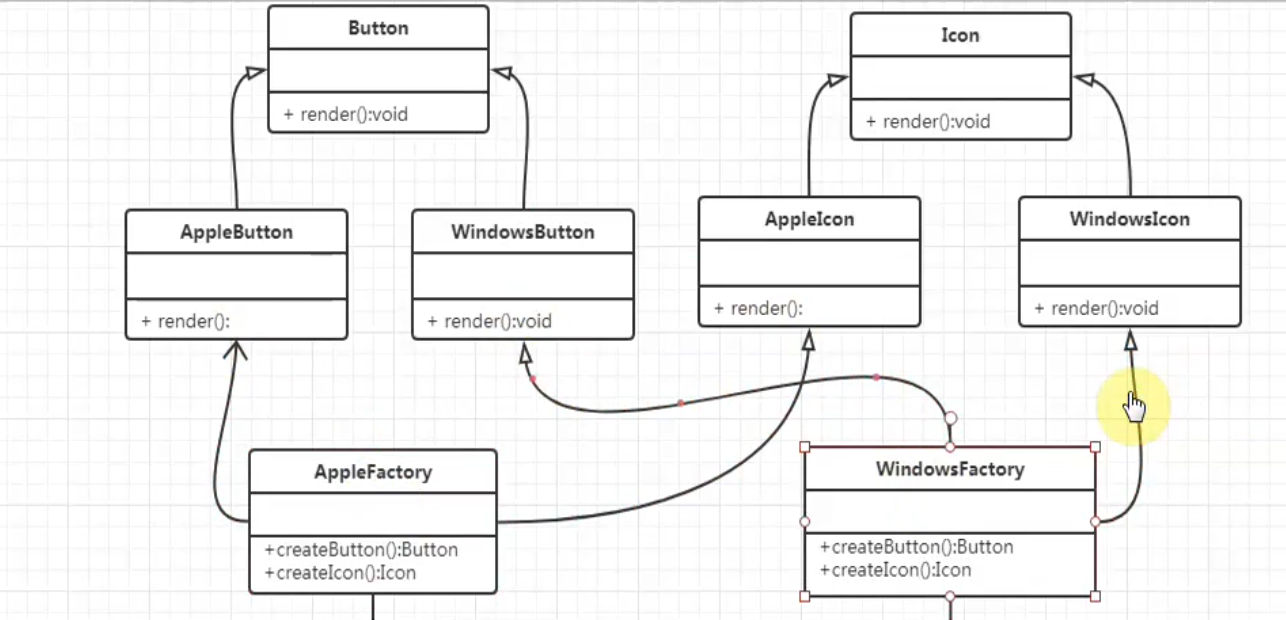 Button
+ render():void
Icon
+ render():void
AppleButton
+ render():
WindowsButton
+ render():void
AppleIcon
+ render():
WindowsIcon
+ render():void
AppleFactory
+createButton():Button
+createIcon():Icon
WindowsFactory
+createButton():Button
+createIcon():Icon